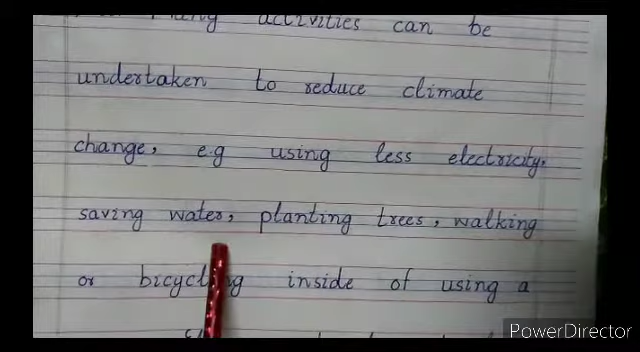 many activities can be
undertaken to reduce climate
change, e.g using less electricity,
saving water, planting trees, walking
or bicycling inside of using a
PowerDirector